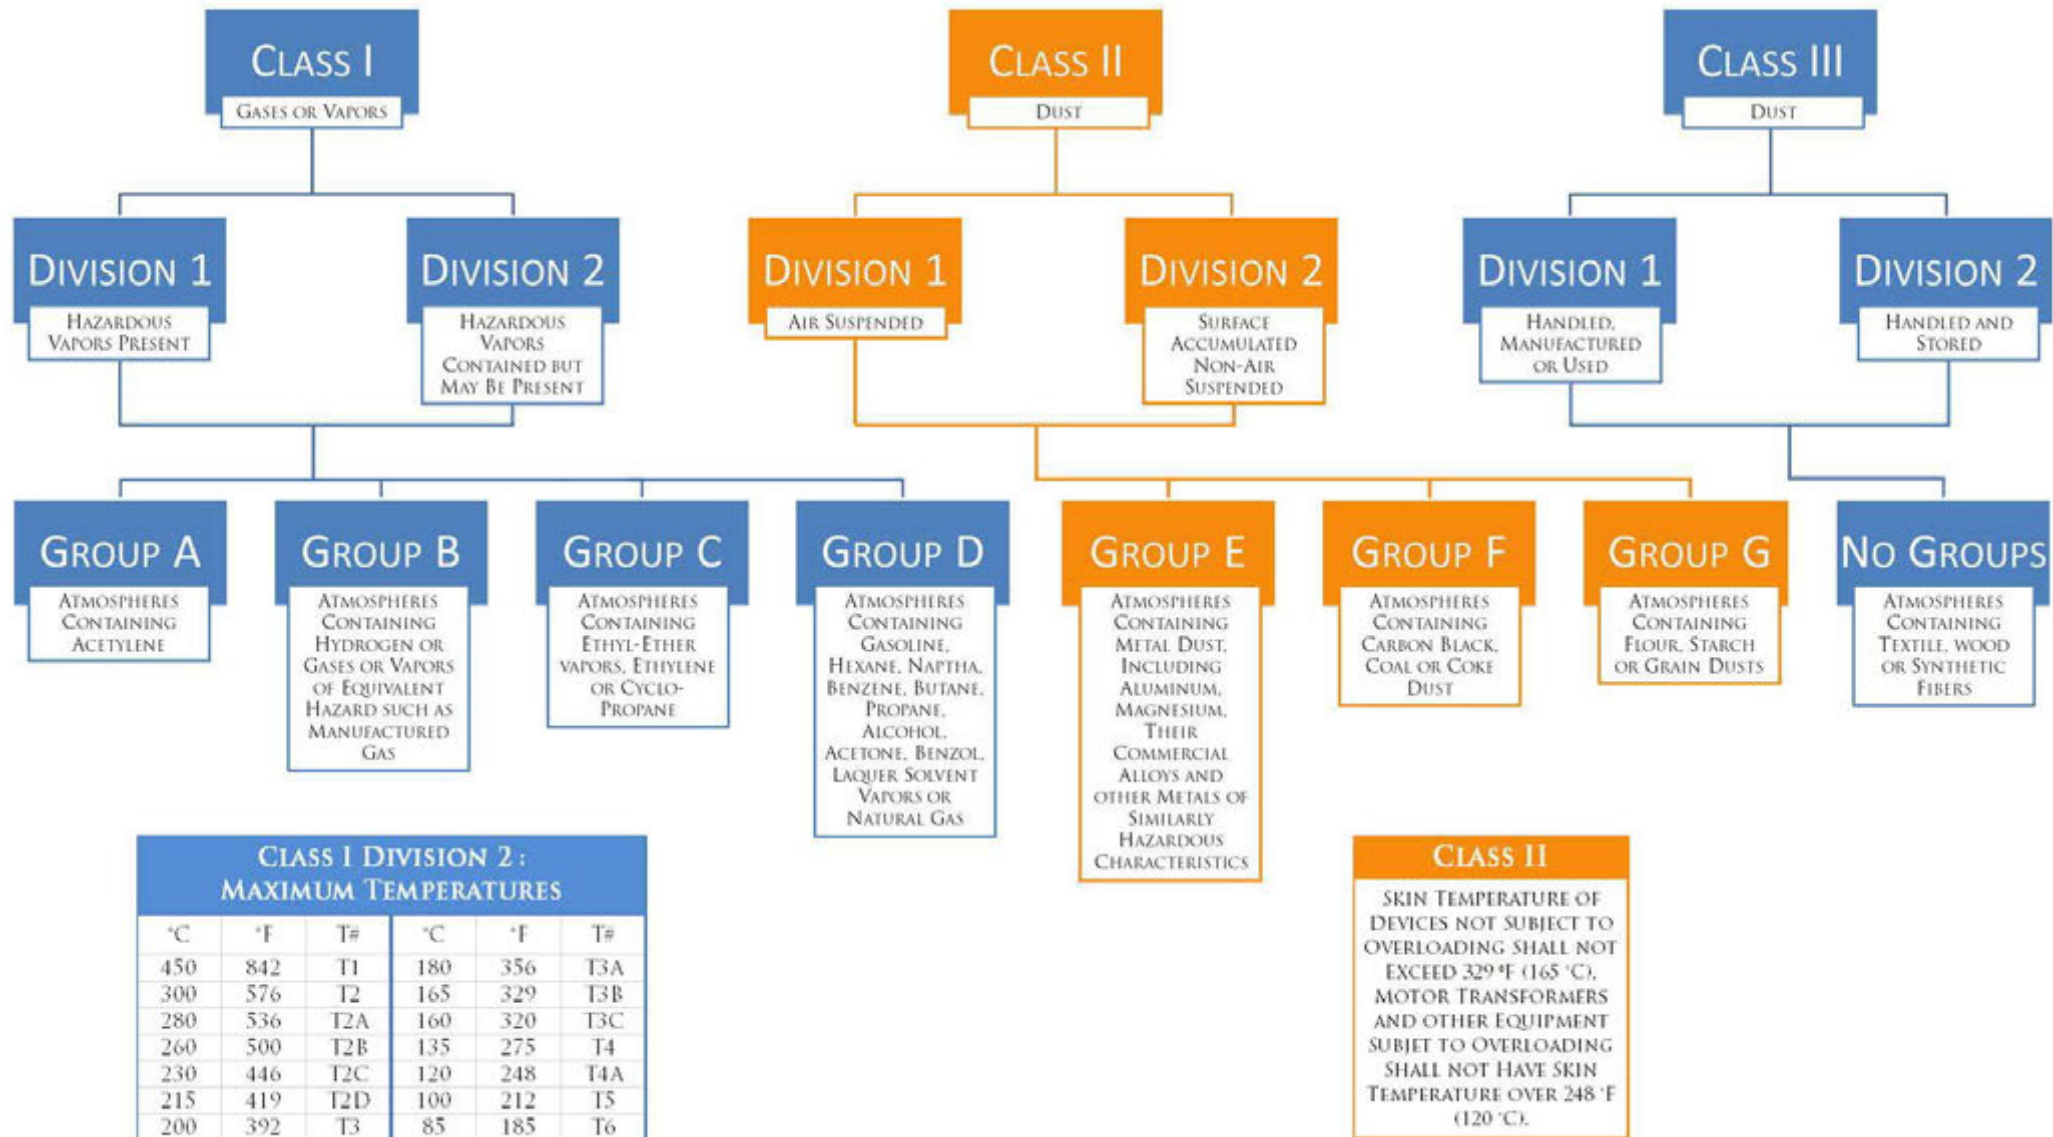 CLASS I
GASES OR VAPORS
CLASS II
DUST
CLASS III
DUST
DIVISION 1
HAZARDOUS
VAPORS PRESENT
DIVISION 2
HAZARDOUS
VAPORS
CONTAINED BUT
MAY BE PRESENT
DIVISION 1
AIR SUSPENDED
DIVISION 2
SURFACE
ACCUMULATED
NON-AIR
SUSPENDED
DIVISION 1
HANDLED,
MANUFACTURED
OR USED
DIVISION 2
HANDLED AND
STORED
GROUP A
ATMOSPHERES
CONTAINING
ACETYLENE
GROUP B
ATMOSPHERES
CONTAINING
HYDROGEN OR
GASES OR VAPORS
OF EQUIVALENT
HAZARD SUCH AS
MANUFACTURED
GAS
GROUP C
ATMOSPHERES
CONTAINING
ETHYL-ETHER
VAPORS, ETHYLENE
OR CYCLO-
PROPANE
GROUP D
ATMOSPHERES
CONTAINING
GASOLINE,
HEXANE, NAPTHA,
BENZENE, BUTANE,
PROPANE,
ALCOHOL,
ACETONE, BENZOL,
LAQUER SOLVENT
VAPORS OR
NATURAL GAS
GROUP E
ATMOSPHERES
CONTAINING
METAL DUST,
INCLUDING
ALUMINUM,
MAGNESIUM,
THEIR
COMMERCIAL
ALLOYS AND
OTHER METALS OF
SIMILARLY
HAZARDOUS
CHARACTERISTICS
GROUP F
ATMOSPHERES
CONTAINING
CARBON BLACK,
COAL OR COKE
DUST
GROUP G
ATMOSPHERES
CONTAINING
FLOUR, STARCH
OR GRAIN DUSTS
NO GROUPS
ATMOSPHERES
CONTAINING
TEXTILE, WOOD
OR SYNTHETIC
FIBERS
CLASS I DIVISION 2:
MAXIMUM TEMPERATURES
°C °F T# °C °F T#
450 842 T1 180 356 T3A
300 576 T2 165 329 T3B
280 536 T2A 160 320 T3C
260 500 T2B 135 275 T4
230 446 T2C 120 248 T4A
215 419 T2D 100 212 T5
200 392 T3 85 185 T6
CLASS II
SKIN TEMPERATURE OF
DEVICES NOT SUBJECT TO
OVERLOADING SHALL NOT
EXCEED 329 °F (165 °C),
MOTOR TRANSFORMERS
AND OTHER EQUIPMENT
SUBJET TO OVERLOADING
SHALL NOT HAVE SKIN
TEMPERATURE OVER 248 °F
(120 °C).